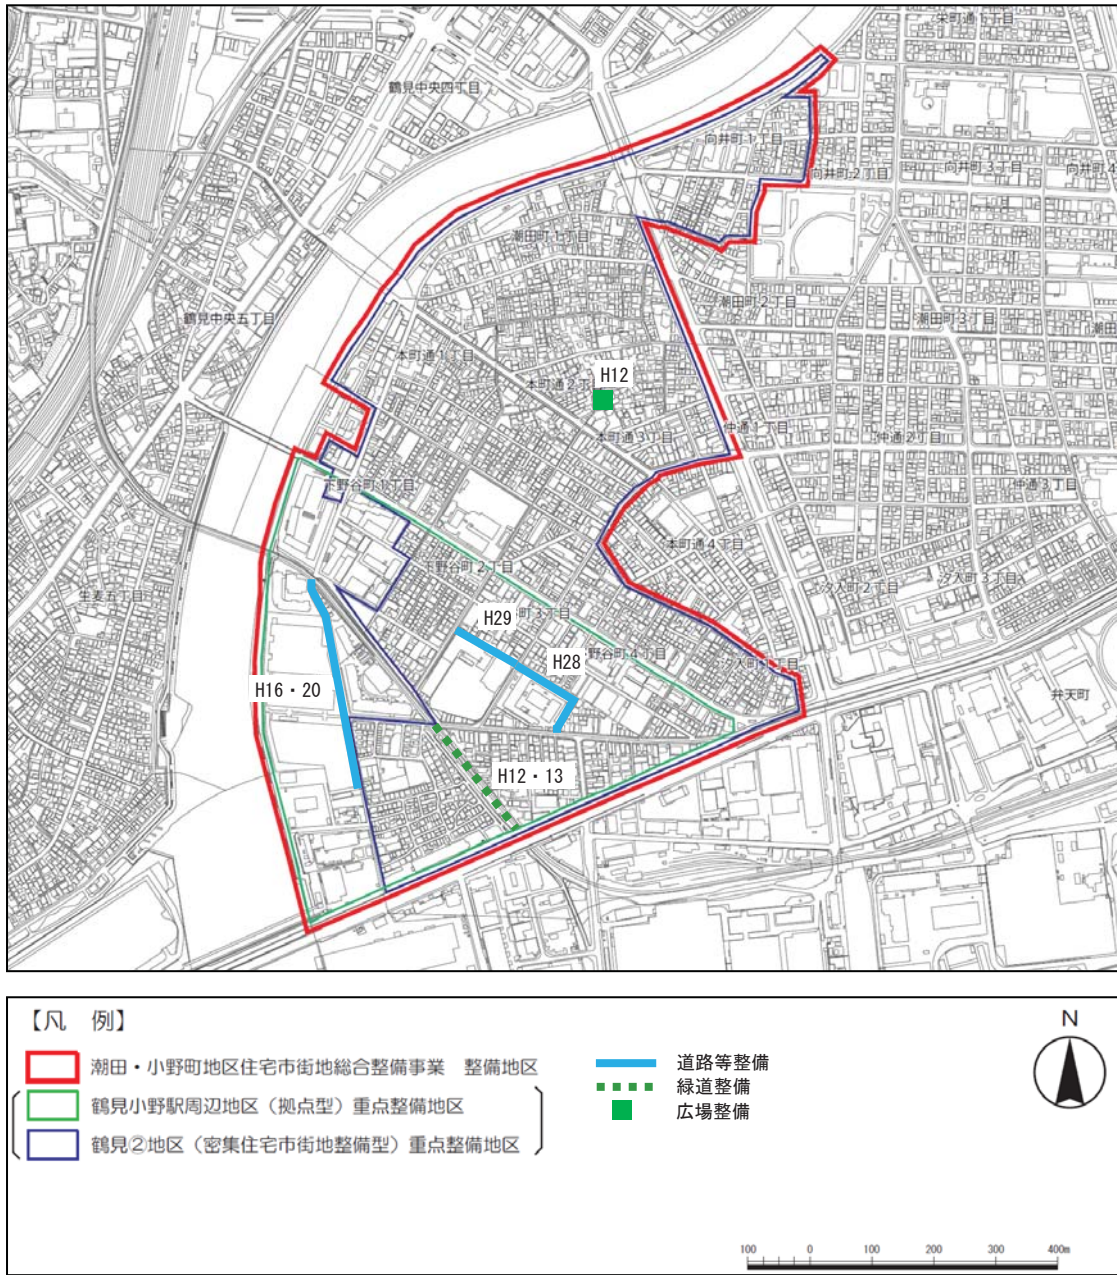 栄町通1丁目
鶴見中央四丁目
向井町1丁目
向井町3丁目
向井町4
向井町2丁目
潮田町1丁目
潮田町2丁目
潮田町3丁目
潮田
鶴見中央五丁目
本町通1丁目
H12
本町通2丁
本町通3丁目
仲通1丁目
仲通2丁目
仲通3丁目
下野谷町1丁目
本町通4丁目
下野谷町2丁目
汐入町3丁目
汐入町2丁目
生麦五丁目
町3丁目
H29
野谷町4丁目
H28
汐入町1丁目
弁天町
H16・20
H12・13
【凡 例】
N
潮田・小野町地区住宅市街地総合整備事業 整備地区
道路等整備
鶴見小野駅周辺地区(拠点型)重点整備地区
緑道整備
鶴見②地区(密集住宅市街地整備型)重点整備地区
広場整備
100 0 100 200 300 400m